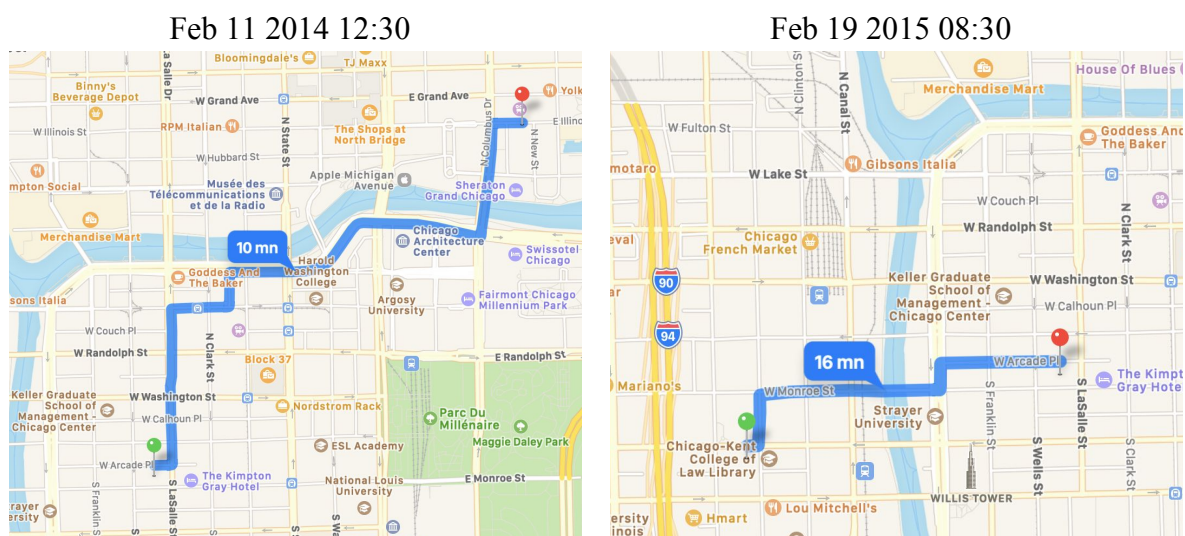 Feb 11 2014 12:30
Bloomingdale's
TJ Maxx
Binny's
Beverage Depot
La Salle Dr
W Grand Ave
E Grand Ave
Yolk
W Illinois St
RPM Italian
N State St
The Shops at
North Bridge
N Columbus Dr
N New St
E Illino
W Hubbard St
mpton Social
Musée des
Télécommunications
et de la Radio
Apple Michigan
Avenue
Sheraton
Grand Chicago
Merchandise Mart
10 mn
Chicago
Architecture
Center
Swissotel
Chicago
Harold
Washington
College
Goddess And
The Baker
sons Italia
Argosy
University
Fairmont Chicago
Millennium Park
W Couch Pl
N Clark St
W Randolph St
Block 37
E Randolph St
Keller Graduate
School of
Management -
Chicago Center
W Washington St
Nordstrom Rack
W Calhoun Pl
Parc Du
Millénaire
Maggie Daley Park
ESL Academy
W Arcade Pl
The Kimpton
Gray Hotel
National Louis
University
E Monroe St
S Franklin St
S LaSalle St
S Wa
rayer
ersity
Feb 19 2015 08:30
House Of Blues
Merchandise Mart
N Clinton St
N Canal St
W Fulton St
Goddess And
The Baker
motaro
Gibsons Italia
W Lake St
W Couch Pl
N Clark St
Chicago
French Market
W Randolph St
eval
Keller Graduate
School of
Management -
Chicago Center
W Washington St
90
ar
W Calhoun Pl
94
16 mn
W Arcade Pl
Mariano's
W Monroe St
The Kimpton
Gray Hotel
Strayer
University
S Franklin St
S LaSalle St
Chicago-Kent
College of
Law Library
S Wells St
S Clark St
WILLIS TOWER
Lou Mitchell's
ersity
inois
Hmart